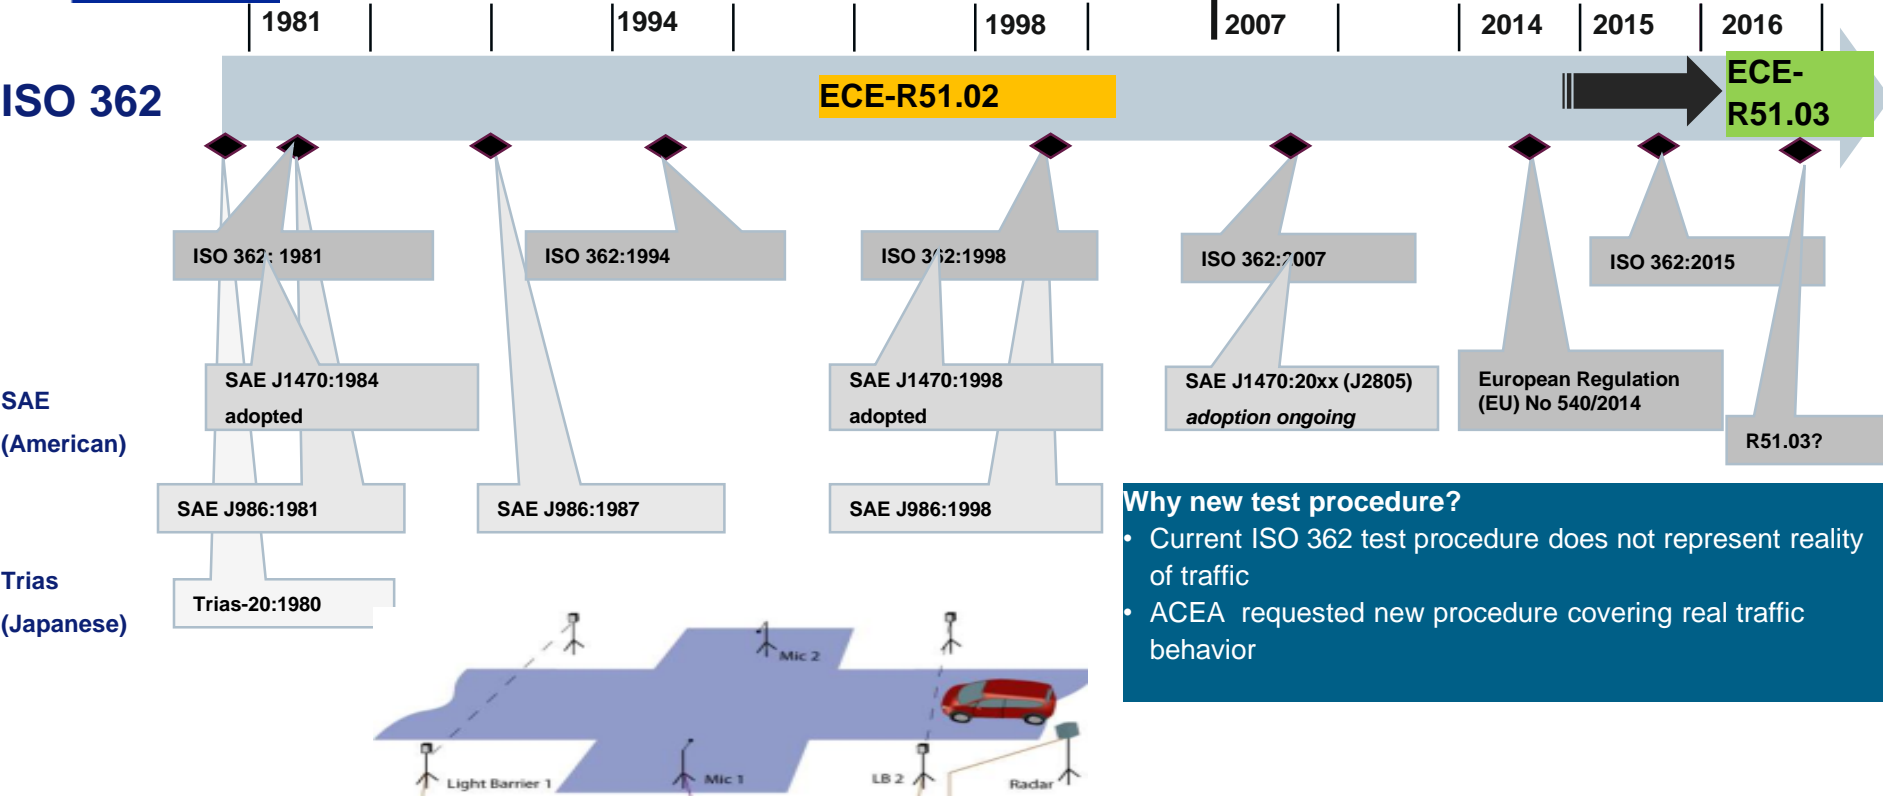 1981
1994
1998
2007
2014
2015
2016
ISO 362
ECE-R51.02
ECE-
R51.03
ISO 362: 1981
ISO 362:1994
ISO 362:1998
ISO 362:2007
ISO 362:2015
SAE
(American)
SAE J1470:1984
adopted
SAE J1470:1998
adopted
SAE J1470:20xx (J2805)
adoption ongoing
European Regulation
(EU) No 540/2014
R51.03?
SAE J986:1981
SAE J986:1987
SAE J986:1998
Trias
(Japanese)
Trias-20:1980
Why new test procedure?
• Current ISO 362 test procedure does not represent reality
of traffic
• ACEA requested new procedure covering real traffic
behavior
Mic 2
Light Barrier 1
Mic 1
LB 2
Radar